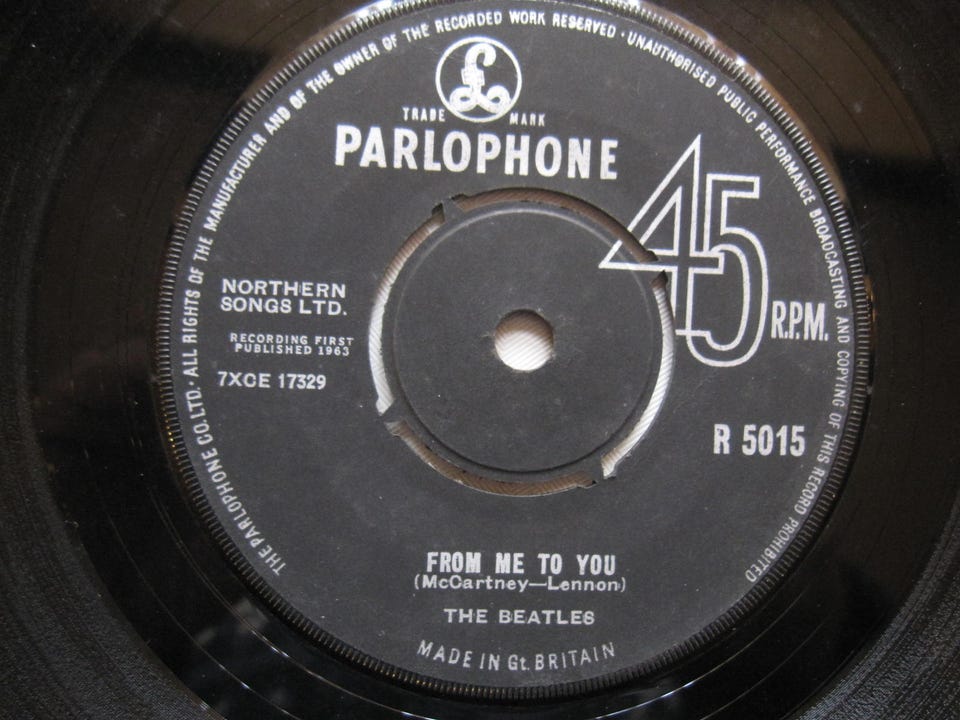 THE PARLOPHONE CO.LTD. · ALL RIGHTS OF THE MANUFACTURER AND OF THE OWNER OF THE RECORDED WORK RESERVED · UNAUTHORISED PUBLIC PERFORMANCE BROADCASTING AND COPYING OF THIS RECORD PROHIBITED
£
TRADE MARK
PARLOPHONE
45 R.P.M.
NORTHERN
SONGS LTD.
RECORDING FIRST
PUBLISHED 1963
7XCE 17329
R 5015
FROM ME TO YOU
(McCartney—Lennon)
THE BEATLES
MADE IN Gt. BRITAIN